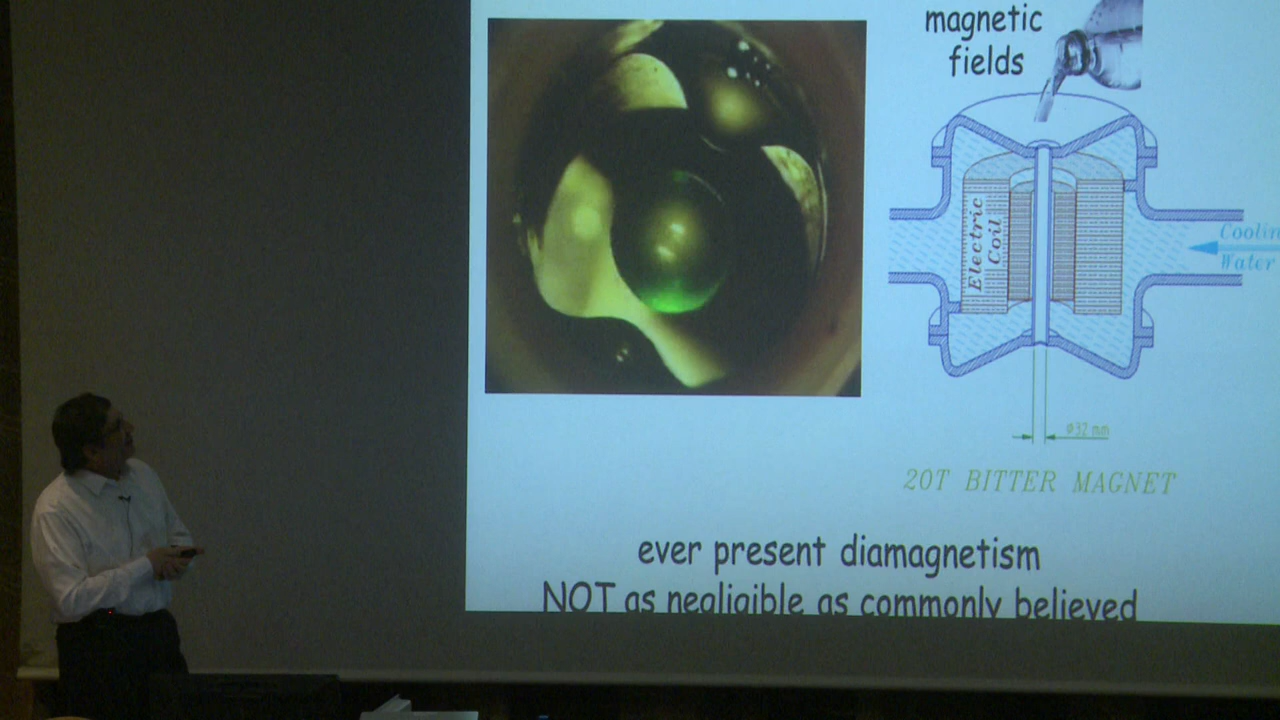 magnetic
fields
Electric
Coil
Water
ø32 mm
20T BITTER MAGNET
ever present diamagnetism
NOT as negligible as commonly believed